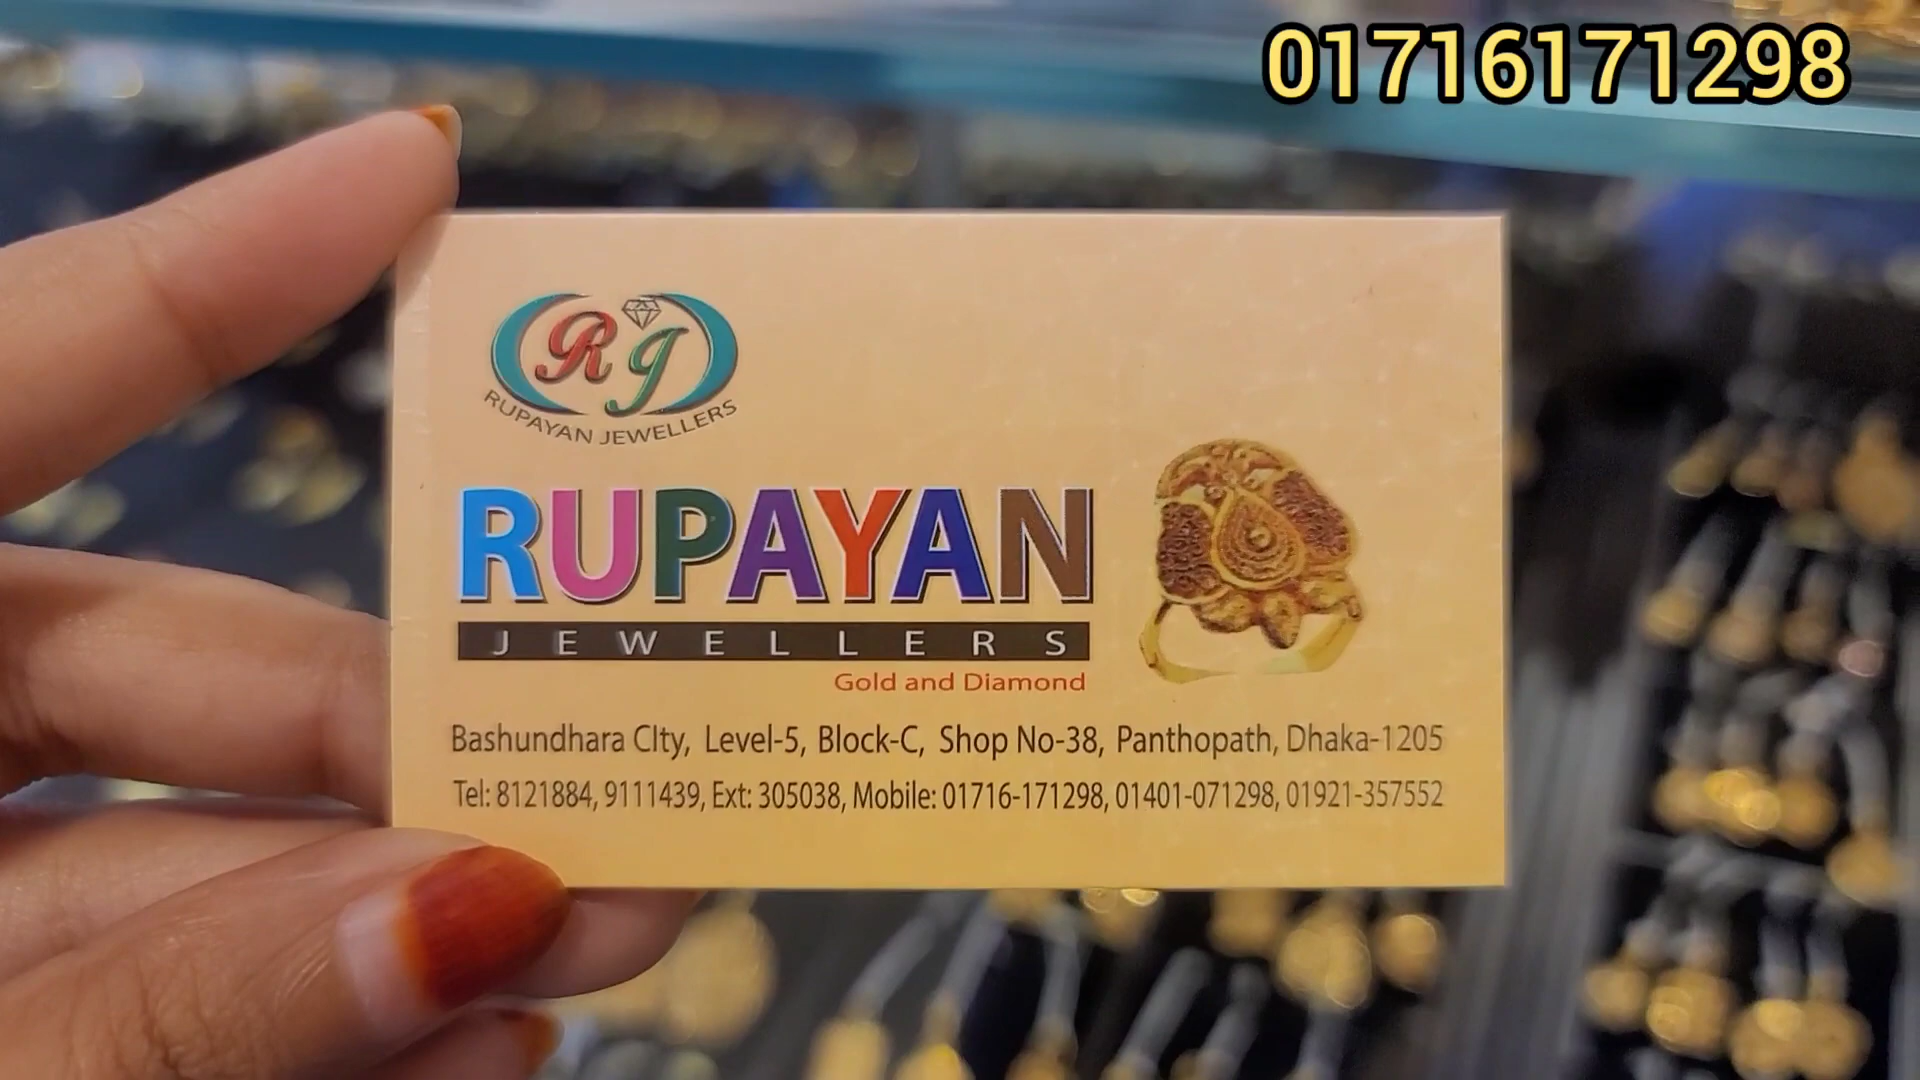 01716171298
RJ
RUPAYAN JEWELLERS
RUPAYAN
JEWELLERS
Gold and Diamond
Bashundhara CIty, Level-5, Block-C, Shop No-38, Panthopath, Dhaka-1205
Tel: 8121884, 9111439, Ext: 305038, Mobile: 01716-171298, 01401-071298, 01921-357552